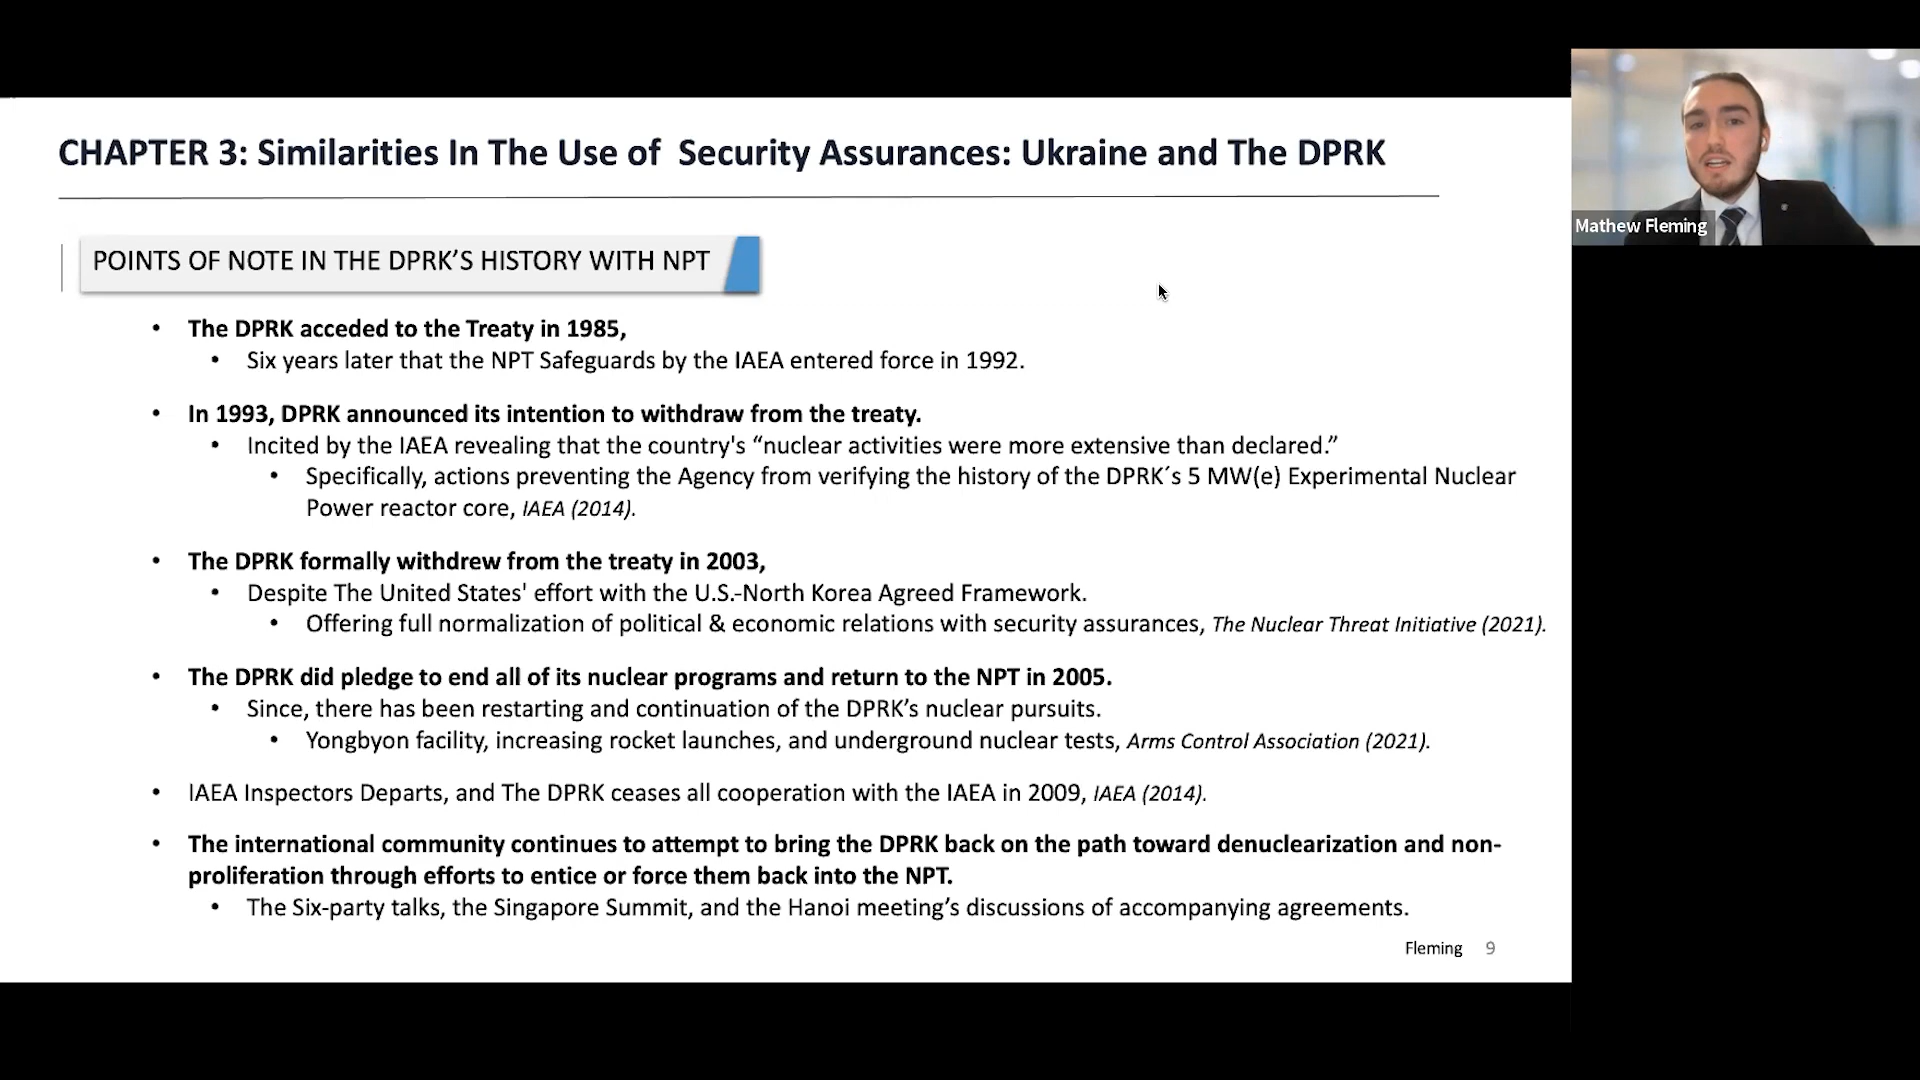 CHAPTER 3: Similarities In The Use of Security Assurances: Ukraine and The DPRK
Mathew Fleming
POINTS OF NOTE IN THE DPRK’S HISTORY WITH NPT
• The DPRK acceded to the Treaty in 1985,
• Six years later that the NPT Safeguards by the IAEA entered force in 1992.
• In 1993, DPRK announced its intention to withdraw from the treaty.
• Incited by the IAEA revealing that the country's “nuclear activities were more extensive than declared.”
• Specifically, actions preventing the Agency from verifying the history of the DPRK´s 5 MW(e) Experimental Nuclear
Power reactor core, IAEA (2014).
• The DPRK formally withdrew from the treaty in 2003,
• Despite The United States' effort with the U.S.-North Korea Agreed Framework.
• Offering full normalization of political & economic relations with security assurances, The Nuclear Threat Initiative (2021).
• The DPRK did pledge to end all of its nuclear programs and return to the NPT in 2005.
• Since, there has been restarting and continuation of the DPRK’s nuclear pursuits.
• Yongbyon facility, increasing rocket launches, and underground nuclear tests, Arms Control Association (2021).
• IAEA Inspectors Departs, and The DPRK ceases all cooperation with the IAEA in 2009, IAEA (2014).
• The international community continues to attempt to bring the DPRK back on the path toward denuclearization and non-
proliferation through efforts to entice or force them back into the NPT.
• The Six-party talks, the Singapore Summit, and the Hanoi meeting’s discussions of accompanying agreements.
Fleming 9